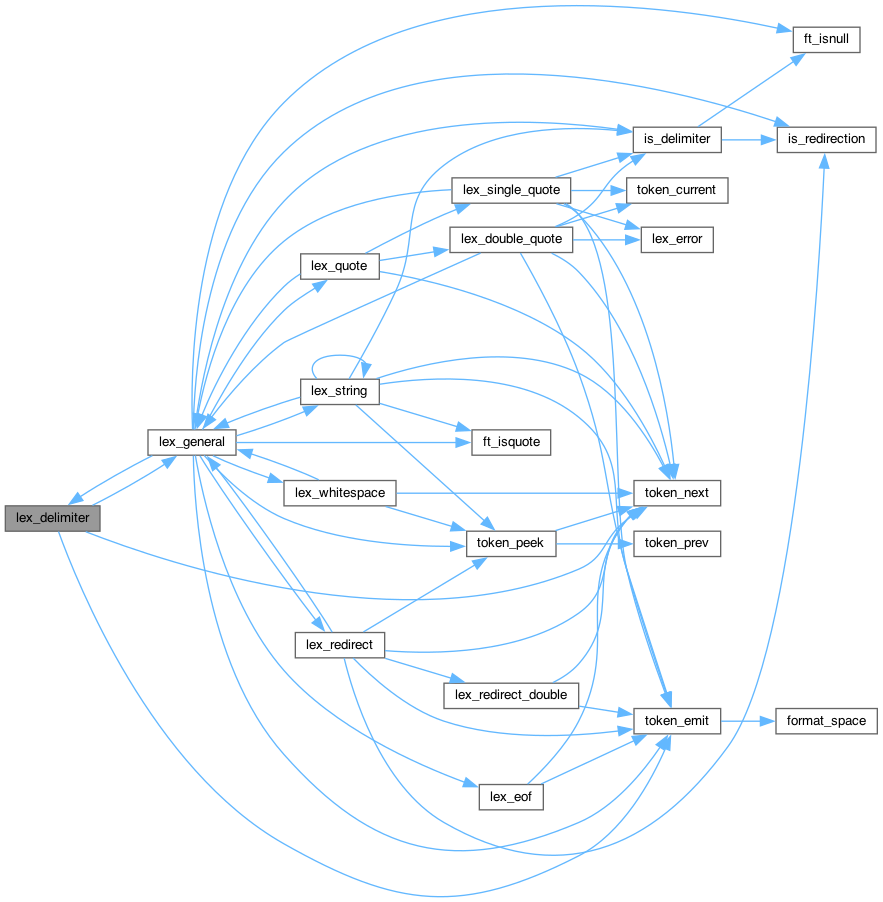 ft_isnull
is_delimiter
is_redirection
lex_single_quote
token_current
lex_double_quote
lex_error
lex_quote
lex_string
lex_general
ft_isquote
lex_whitespace
token_next
lex_delimiter
token_peek
token_prev
lex_redirect
lex_redirect_double
token_emit
format_space
lex_eof